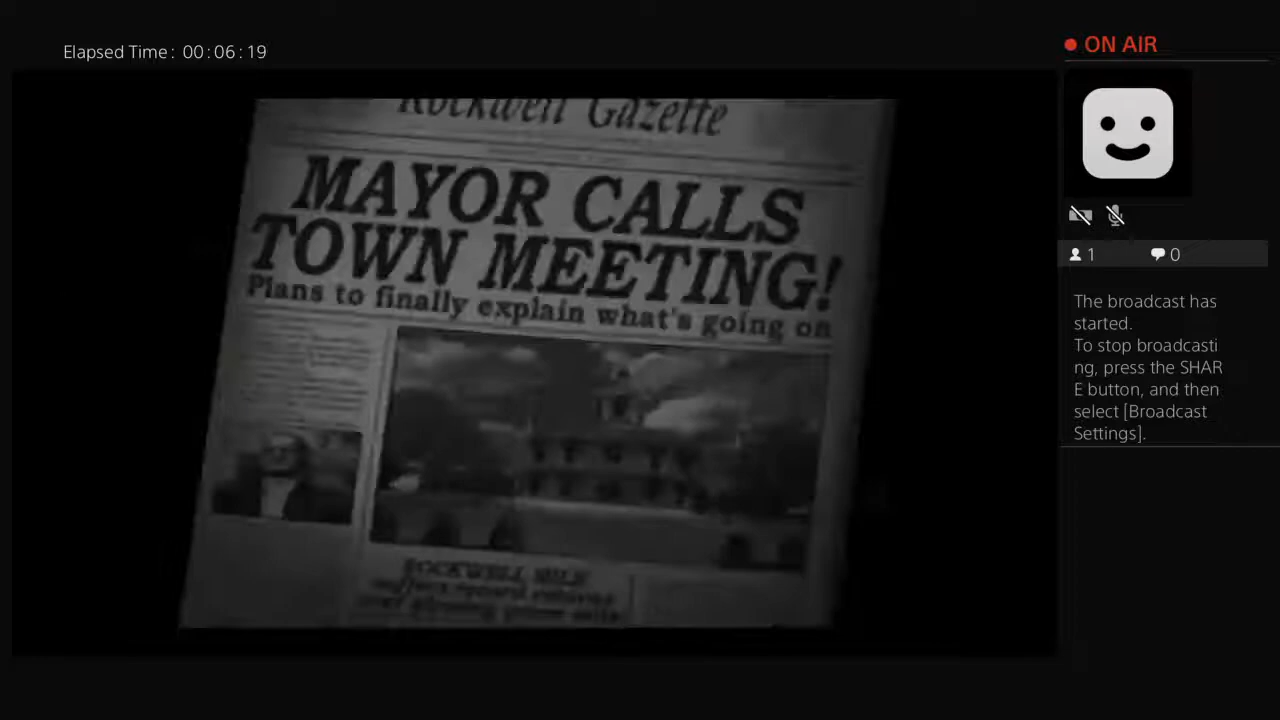 Elapsed Time: 00:06:19
ON AIR
Rockwell Gazette
MAYOR CALLS
TOWN MEETING!
Plans to finally explain what's going on
1
0
The broadcast has
started.
To stop broadcasti
ng, press the SHAR
E button, and then
select [Broadcast
Settings].
ROCKWELL